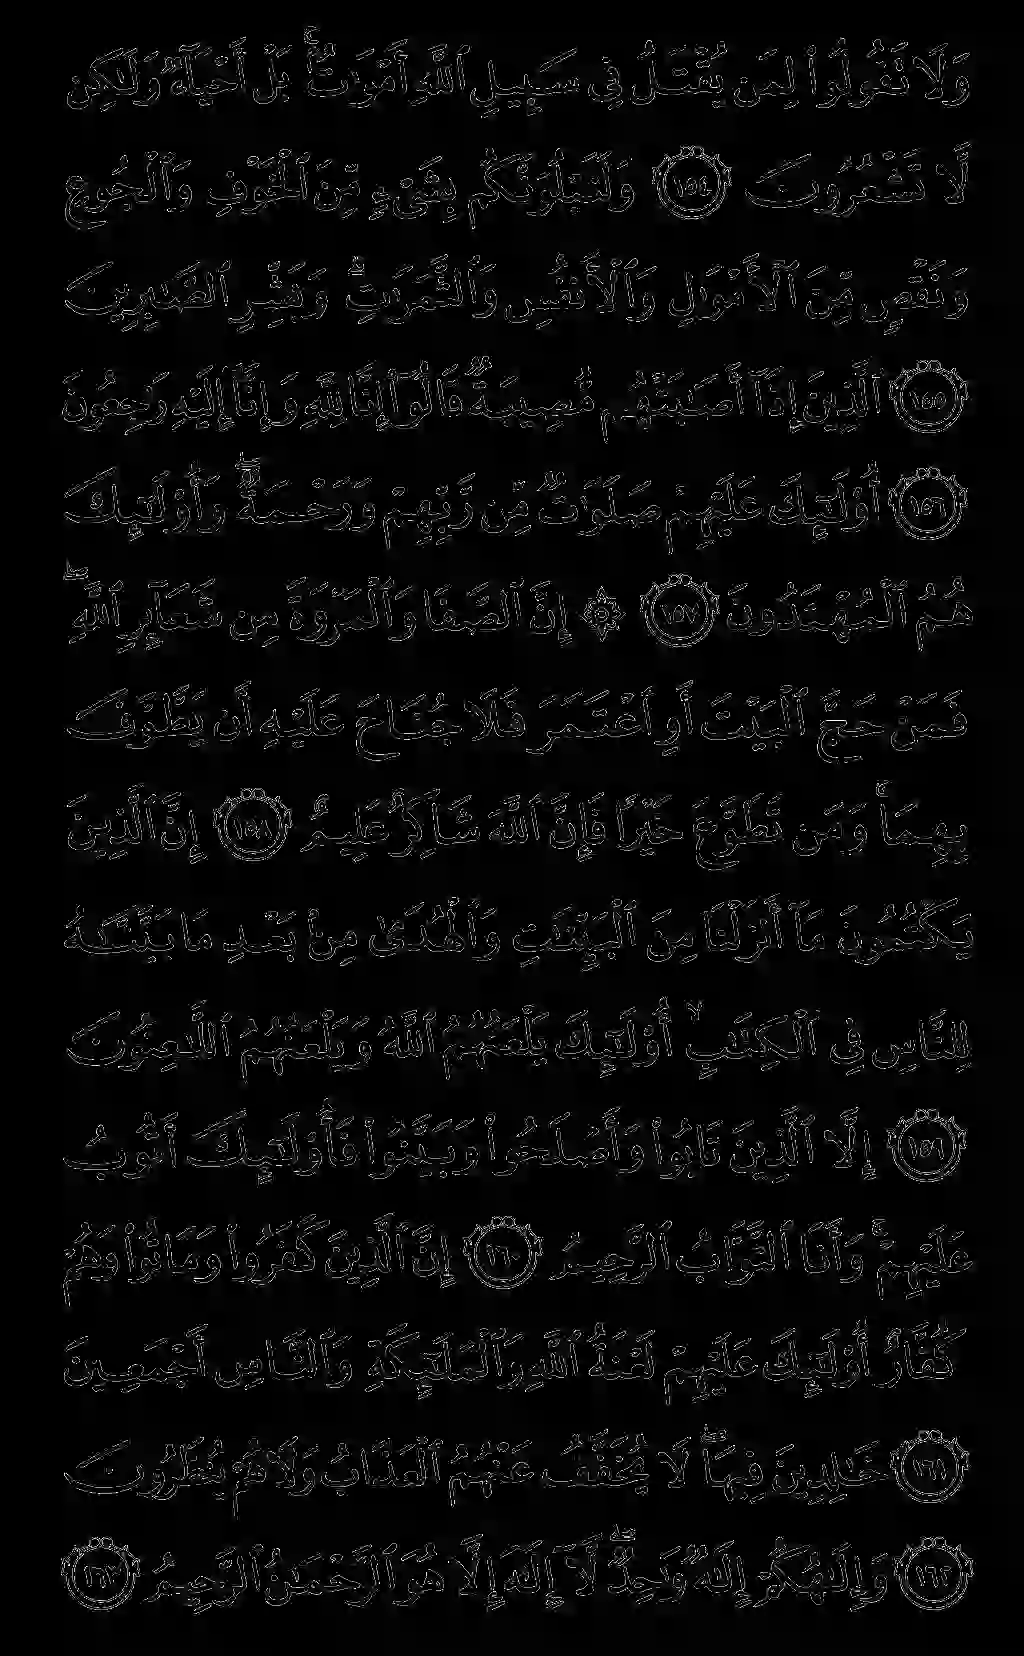 وَلَا تَقُولُوا۟ لِمَن يُقْتَلُ فِى سَبِيلِ ٱللَّهِ أَمْوَٰتٌۢ ۚ بَلْ أَحْيَآءٌ وَلَٰكِن
لَّا تَشْعُرُونَ ١٥٤ وَلَنَبْلُوَنَّكُم بِشَىْءٍ مِّنَ ٱلْخَوْفِ وَٱلْجُوعِ
وَنَقْصٍ مِّنَ ٱلْأَمْوَٰلِ وَٱلْأَنفُسِ وَٱلثَّمَرَٰتِ ۗ وَبَشِّرِ ٱلصَّٰبِرِينَ
١٥٥ ٱلَّذِينَ إِذَآ أَصَٰبَتْهُم مُّصِيبَةٌ قَالُوٓا۟ إِنَّا لِلَّهِ وَإِنَّآ إِلَيْهِ رَٰجِعُونَ
١٥٦ أُو۟لَٰٓئِكَ عَلَيْهِمْ صَلَوَٰتٌ مِّن رَّبِّهِمْ وَرَحْمَةٌ ۖ وَأُو۟لَٰٓئِكَ
هُمُ ٱلْمُهْتَدُونَ ١٥٧ ۞ إِنَّ ٱلصَّفَا وَٱلْمَرْوَةَ مِن شَعَآئِرِ ٱللَّهِ ۖ
فَمَنْ حَجَّ ٱلْبَيْتَ أَوِ ٱعْتَمَرَ فَلَا جُنَاحَ عَلَيْهِ أَن يَطَّوَّفَ
بِهِمَا ۚ وَمَن تَطَوَّعَ خَيْرًا فَإِنَّ ٱللَّهَ شَاكِرٌ عَلِيمٌ ١٥٨ إِنَّ ٱلَّذِينَ
يَكْتُمُونَ مَآ أَنزَلْنَا مِنَ ٱلْبَيِّنَٰتِ وَٱلْهُدَىٰ مِنۢ بَعْدِ مَا بَيَّنَّٰهُ
لِلنَّاسِ فِى ٱلْكِتَٰبِ ۙ أُو۟لَٰٓئِكَ يَلْعَنُهُمُ ٱللَّهُ وَيَلْعَنُهُمُ ٱللَّٰعِنُونَ
١٥٩ إِلَّا ٱلَّذِينَ تَابُوا۟ وَأَصْلَحُوا۟ وَبَيَّنُوا۟ فَأُو۟لَٰٓئِكَ أَتُوبُ
عَلَيْهِمْ ۚ وَأَنَا ٱلتَّوَّابُ ٱلرَّحِيمُ ١٦٠ إِنَّ ٱلَّذِينَ كَفَرُوا۟ وَمَاتُوا۟ وَهُمْ
كُفَّارٌ أُو۟لَٰٓئِكَ عَلَيْهِمْ لَعْنَةُ ٱللَّهِ وَٱلْمَلَٰٓئِكَةِ وَٱلنَّاسِ أَجْمَعِينَ
١٦١ خَٰلِدِينَ فِيهَا ۖ لَا يُخَفَّفُ عَنْهُمُ ٱلْعَذَابُ وَلَا هُمْ يُنظَرُونَ
١٦٢ وَإِلَٰهُكُمْ إِلَٰهٌ وَٰحِدٌ ۖ لَّآ إِلَٰهَ إِلَّا هُوَ ٱلرَّحْمَٰنُ ٱلرَّحِيمُ ١٦٣